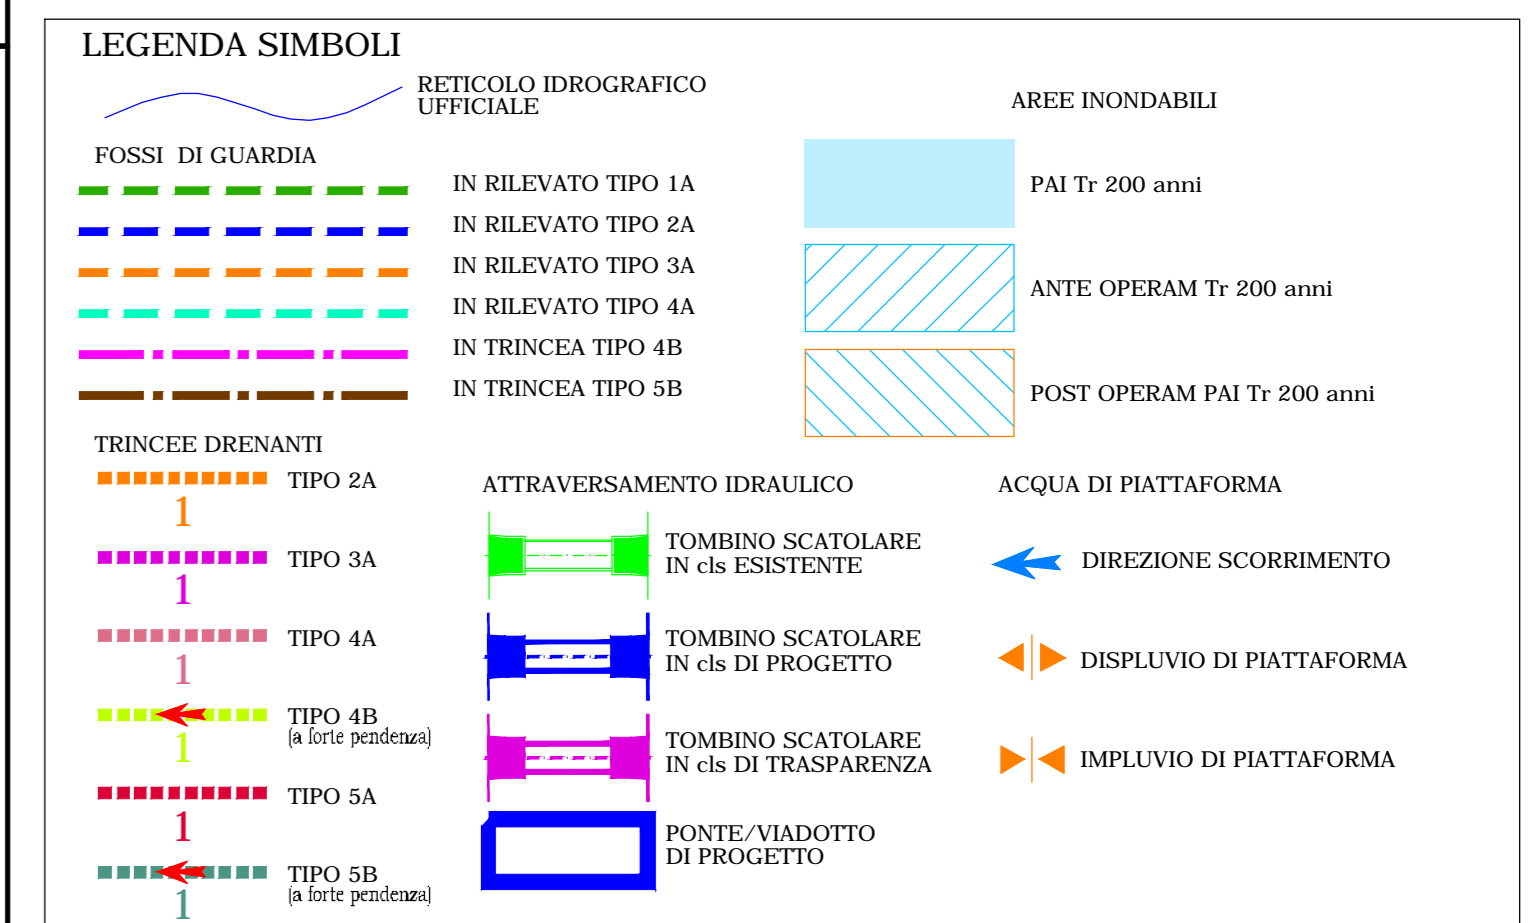 LEGENDA SIMBOLI
RETICOLO IDROGRAFICO
UFFICIALE
FOSSI DI GUARDIA
IN RILEVATO TIPO 1A
IN RILEVATO TIPO 2A
IN RILEVATO TIPO 3A
IN RILEVATO TIPO 4A
IN TRINCEA TIPO 4B
IN TRINCEA TIPO 5B
AREE INONDABILI
PAI Tr 200 anni
ANTE OPERAM Tr 200 anni
POST OPERAM PAI Tr 200 anni
TRINCEE DRENANTI
TIPO 2A
1
TIPO 3A
1
TIPO 4A
1
TIPO 4B
(a forte pendenza)
1
TIPO 5A
1
TIPO 5B
(a forte pendenza)
1
ATTRAVERSAMENTO IDRAULICO
TOMBINO SCATOLARE
IN cls ESISTENTE
TOMBINO SCATOLARE
IN cls DI PROGETTO
TOMBINO SCATOLARE
IN cls DI TRASPARENZA
PONTE/VIADOTTO
DI PROGETTO
ACQUA DI PIATTAFORMA
DIREZIONE SCORRIMENTO
DISPLUVIO DI PIATTAFORMA
IMPLUVIO DI PIATTAFORMA